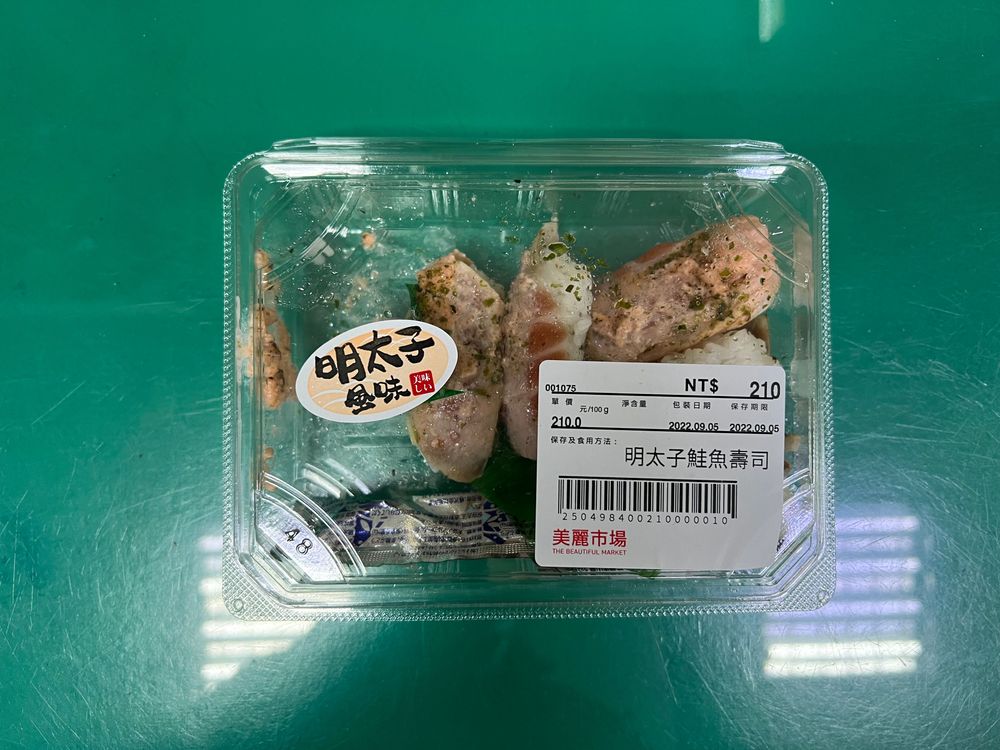 明太子
風味
美味
しい
48
001075
NT$ 210
單價 淨含量 包裝日期 保存期限
元/100g
210.0 2022.09.05 2022.09.05
保存及食用方法：
明太子鮭魚壽司
2504984002100000010
美麗市場
THE BEAUTIFUL MARKET